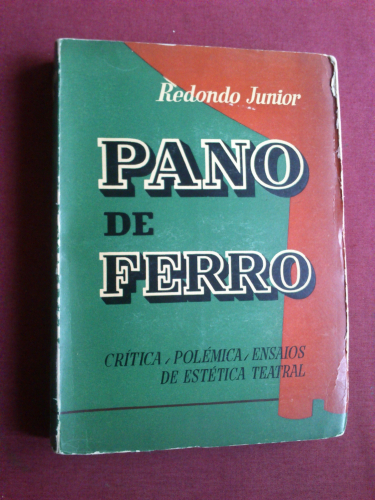 Redondo Junior
PANO
DE
FERRO
CRÍTICA, POLÉMICA, ENSAIOS
DE ESTÉTICA TEATRAL